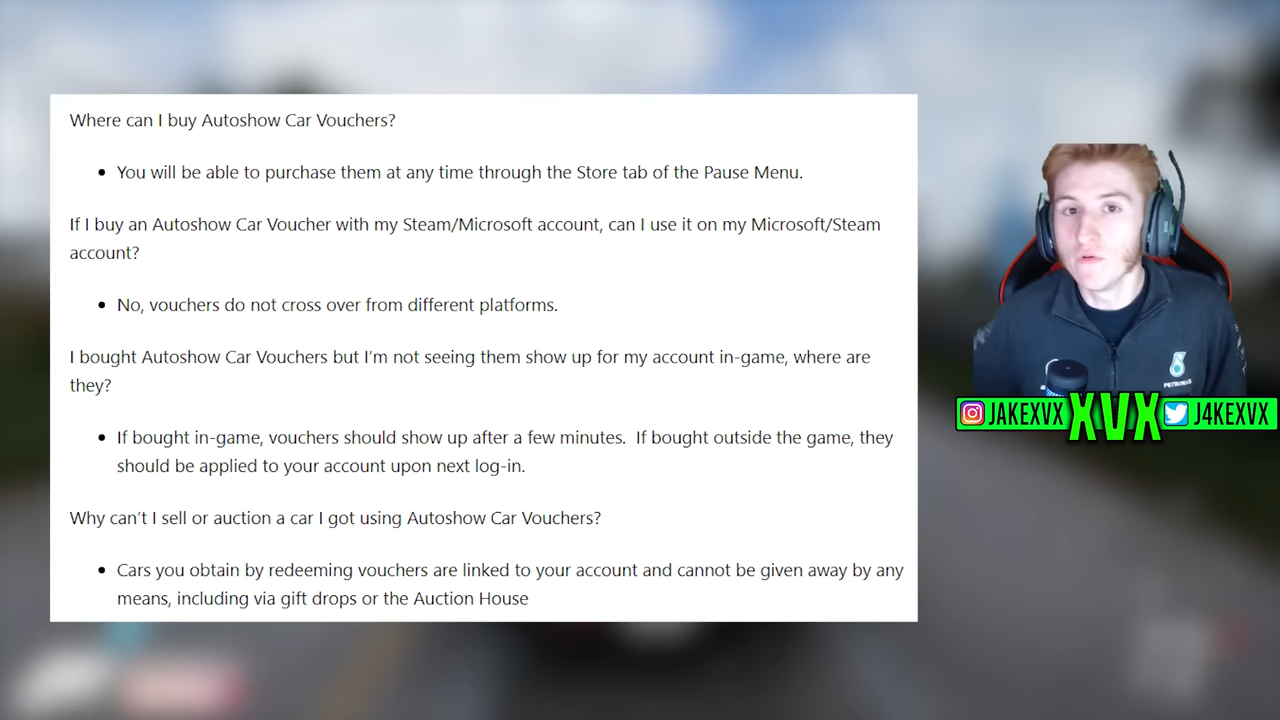 Where can I buy Autoshow Car Vouchers?
• You will be able to purchase them at any time through the Store tab of the Pause Menu.
If I buy an Autoshow Car Voucher with my Steam/Microsoft account, can I use it on my Microsoft/Steam
account?
• No, vouchers do not cross over from different platforms.
I bought Autoshow Car Vouchers but I’m not seeing them show up for my account in-game, where are
they?
• If bought in-game, vouchers should show up after a few minutes.  If bought outside the game, they
should be applied to your account upon next log-in.
Why can’t I sell or auction a car I got using Autoshow Car Vouchers?
• Cars you obtain by redeeming vouchers are linked to your account and cannot be given away by any
means, including via gift drops or the Auction House
PETRONAS
JAKEXVX XVX J4KEXVX